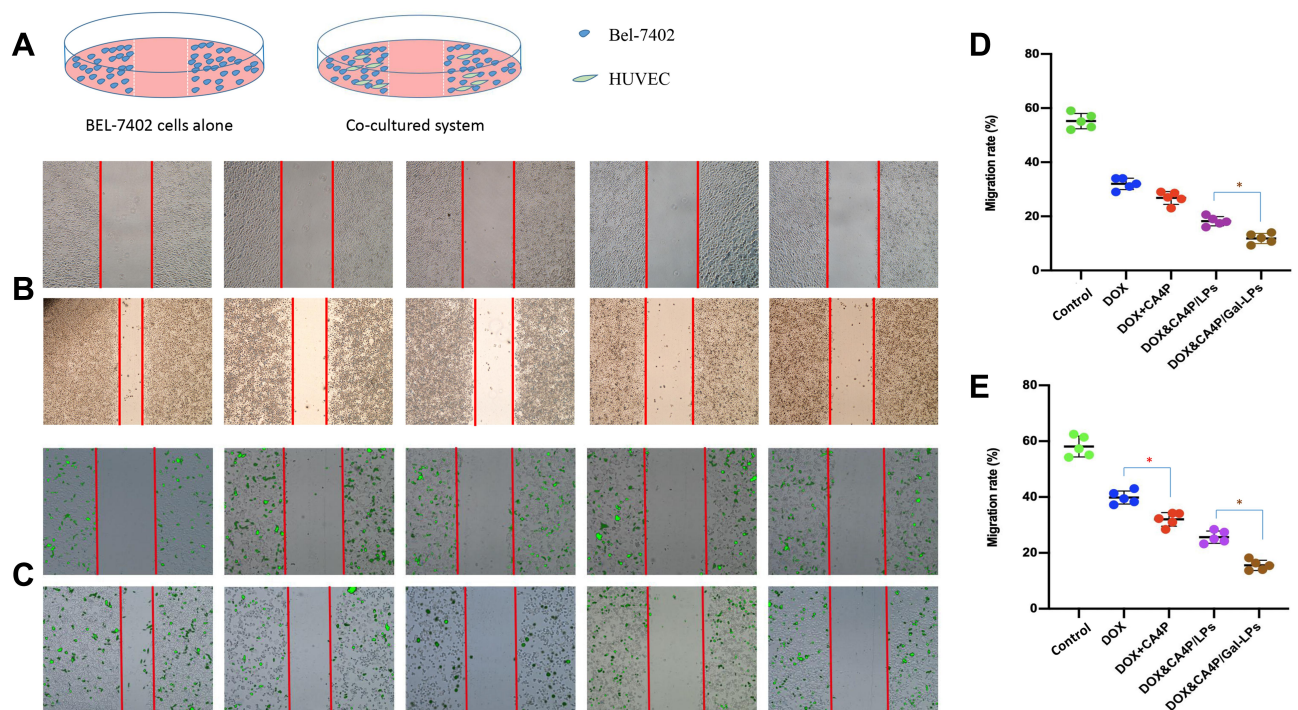 A
BEL-7402 cells alone
Co-cultured system
Bel-7402
HUVEC
B
C
D
Migration rate (%)
80
60
40
20
0
*
Control
DOX
DOX+CA4P
DOX&CA4P/LPs
DOX&CA4P/Gal-LPs
E
Migration rate (%)
80
60
40
20
0
*
*
Control
DOX
DOX+CA4P
DOX&CA4P/LPs
DOX&CA4P/Gal-LPs